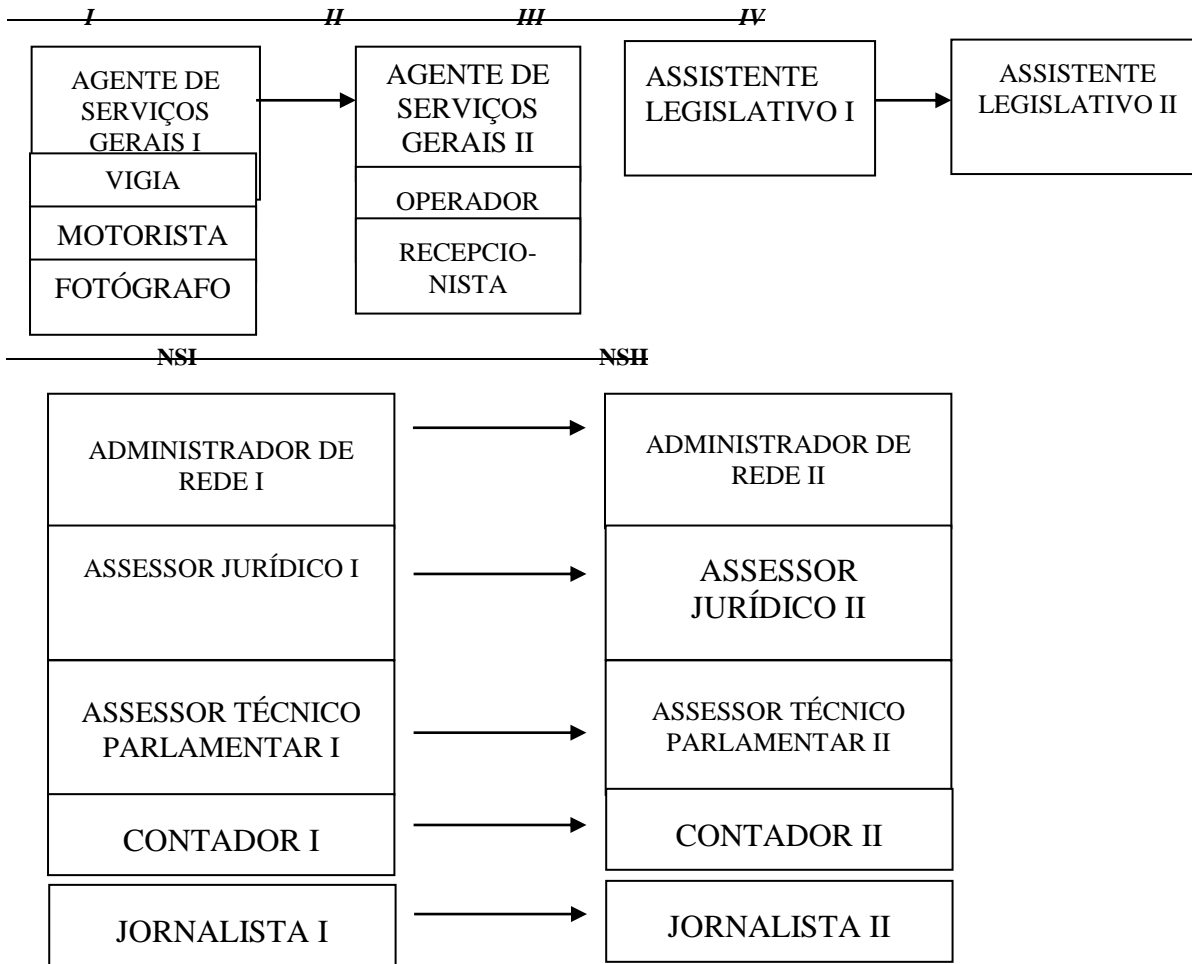 I II III IV
AGENTE DE
SERVIÇOS
GERAIS I
VIGIA
MOTORISTA
FOTÓGRAFO
AGENTE DE
SERVIÇOS
GERAIS II
OPERADOR
RECEPCIO-
NISTA
ASSISTENTE
LEGISLATIVO I
ASSISTENTE
LEGISLATIVO II
NSI NSII
ADMINISTRADOR DE
REDE I
ADMINISTRADOR DE
REDE II
ASSESSOR JURÍDICO I
ASSESSOR
JURÍDICO II
ASSESSOR TÉCNICO
PARLAMENTAR I
ASSESSOR TÉCNICO
PARLAMENTAR II
CONTADOR I
CONTADOR II
JORNALISTA I
JORNALISTA II